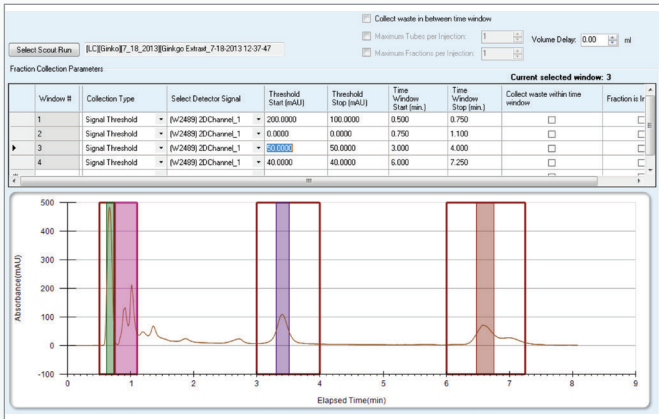 Collect waste in between time window
Maximum Tubes per Injection: 1 Volume Delay: 0.00 ml
Select Scout Run [LC][Ginko][7_18_2013][Ginkgo Extraxt_7-18-2013 12-37-47
Maximum Fractions per Injection: 1
Fraction Collection Parameters
Current selected window: 3
Window # Collection Type Select Detector Signal Threshold Start (mAU) Threshold Stop (mAU) Time Window Start (min.) Time Window Stop (min.) Collect waste within time window Fraction is Ir
1 Signal Threshold (W2489) 2DChannel_1 200.0000 100.0000 0.500 0.750
2 Signal Threshold (W2489) 2DChannel_1 0.0000 0.0000 0.750 1.100
3 Signal Threshold (W2489) 2DChannel_1 50.0000 50.0000 3.000 4.000
4 Signal Threshold (W2489) 2DChannel_1 40.0000 40.0000 6.000 7.250
500
400
300
200
100
0
-100
Absorbance(mAU)
0 1 2 3 4 5 6 7 8 9
Elapsed Time(min)